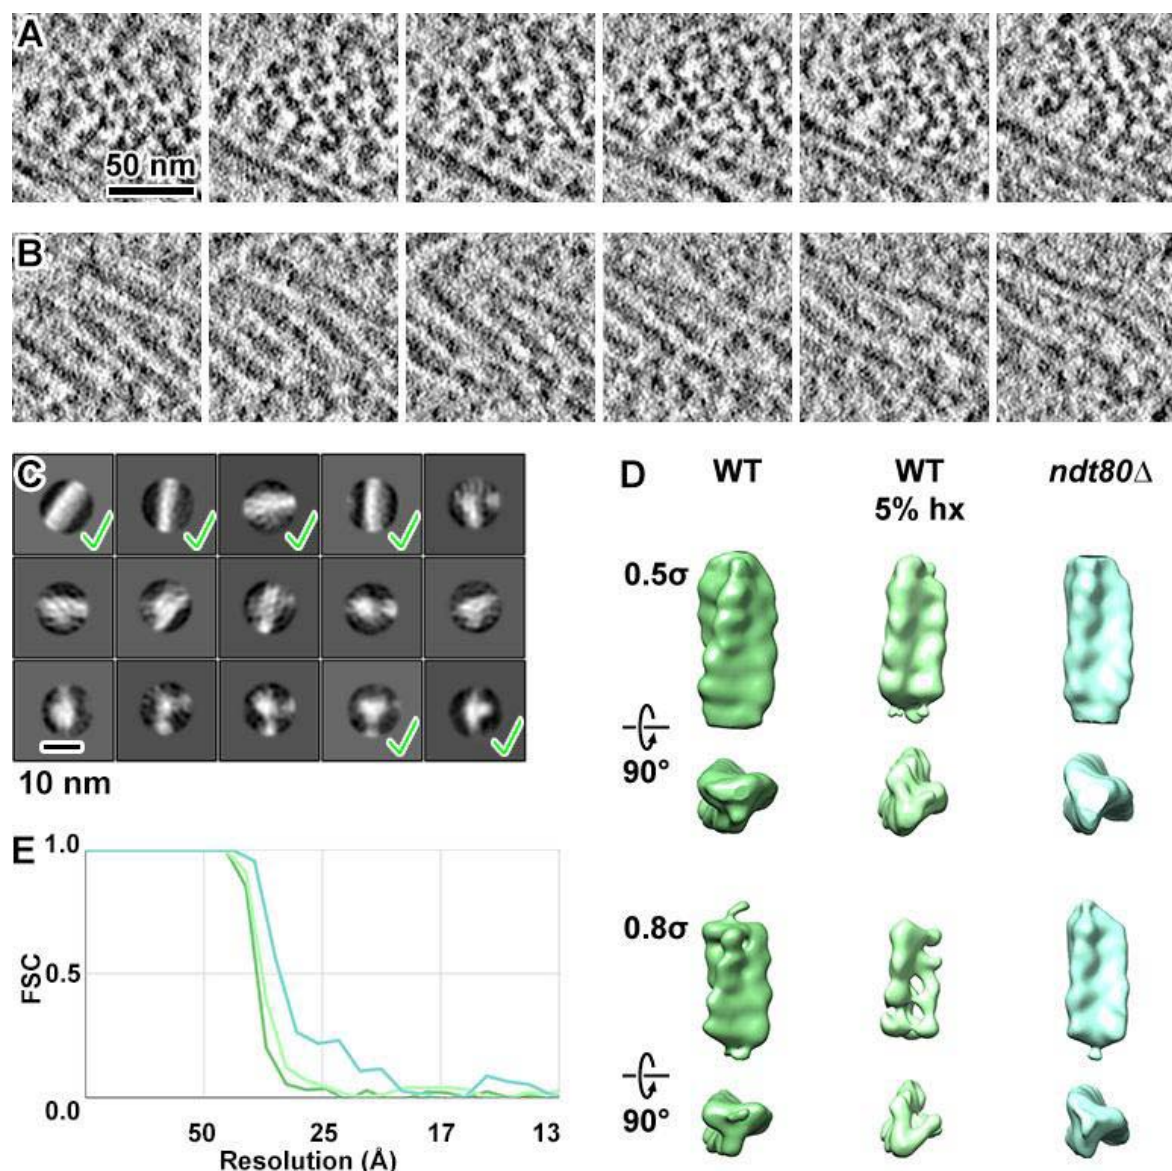 A
50 nm
B
C
10 nm
D
WT
WT
5% hx
ndt80Δ
0.5σ
90°
0.8σ
90°
E
1.0
0.5
0.0
FSC
50
25
17
13
Resolution (Å)